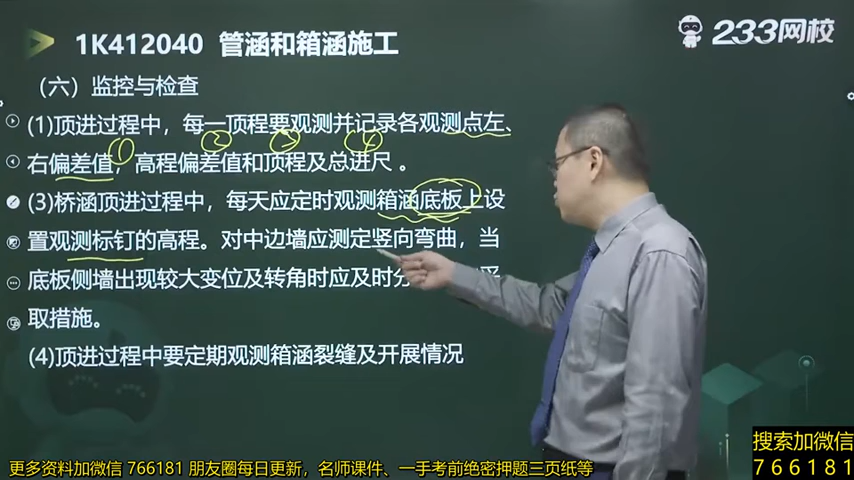 1K412040 管涵和箱涵施工
233网校
（六）监控与检查
(1)顶进过程中，每一顶程要观测并记录各观测点左、
① ② ③ ④
右偏差值，高程偏差值和顶程及总进尺 。
(3)桥涵顶进过程中，每天应定时观测箱涵底板上设
置观测标钉的高程。对中边墙应测定竖向弯曲，当
底板侧墙出现较大变位及转角时应及时分
取措施。
(4)顶进过程中要定期观测箱涵裂缝及开展情况
搜索加微信
766181
更多资料加微信 766181 朋友圈每日更新，名师课件、一手考前绝密押题三页纸等